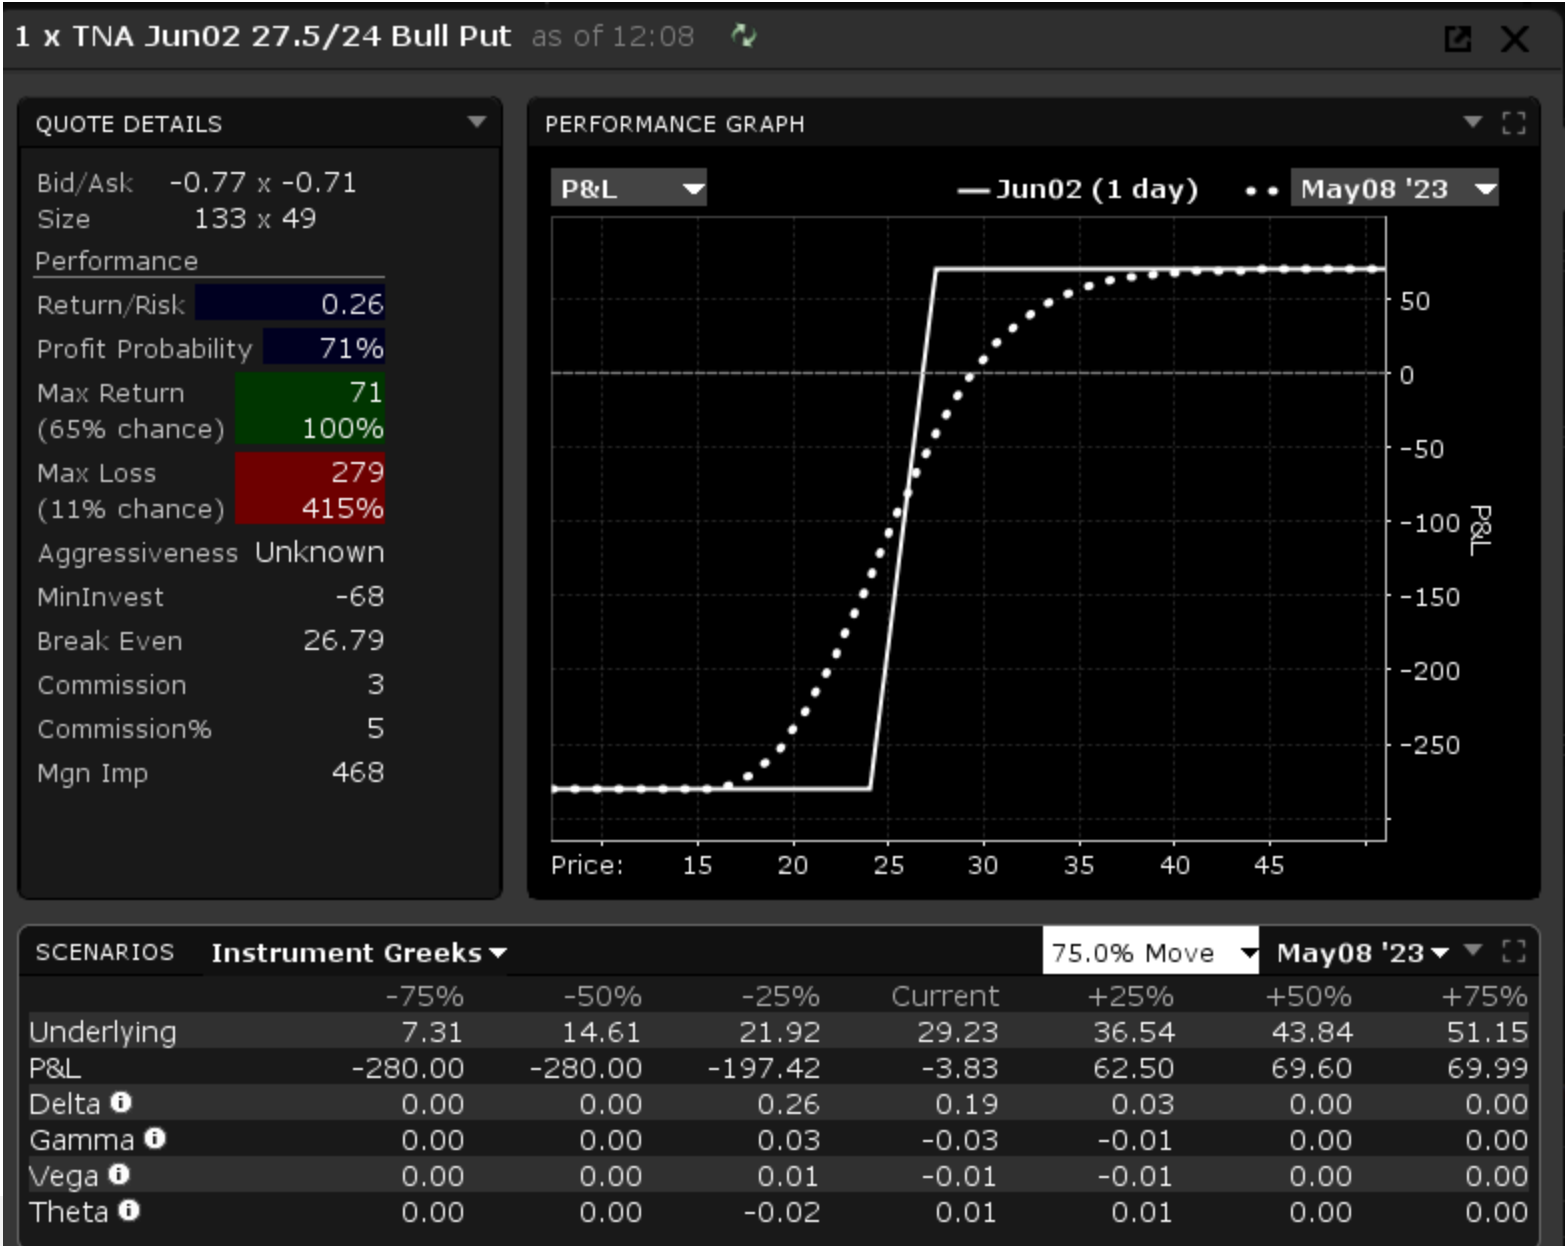 1 x TNA Jun02 27.5/24 Bull Put as of 12:08
QUOTE DETAILS
Bid/Ask -0.77 x -0.71
Size 133 x 49
Performance
Return/Risk 0.26
Profit Probability 71%
Max Return 71
(65% chance) 100%
Max Loss 279
(11% chance) 415%
Aggressiveness Unknown
MinInvest -68
Break Even 26.79
Commission 3
Commission% 5
Mgn Imp 468
PERFORMANCE GRAPH
P&L Jun02 (1 day) May08 '23
50
0
-50
-100
-150
-200
-250
P&L
Price: 15 20 25 30 35 40 45
SCENARIOS Instrument Greeks 75.0% Move May08 '23
-75% -50% -25% Current +25% +50% +75%
Underlying 7.31 14.61 21.92 29.23 36.54 43.84 51.15
P&L -280.00 -280.00 -197.42 -3.83 62.50 69.60 69.99
Delta 0.00 0.00 0.26 0.19 0.03 0.00 0.00
Gamma 0.00 0.00 0.03 -0.03 -0.01 0.00 0.00
Vega 0.00 0.00 0.01 -0.01 -0.01 0.00 0.00
Theta 0.00 0.00 -0.02 0.01 0.01 0.00 0.00